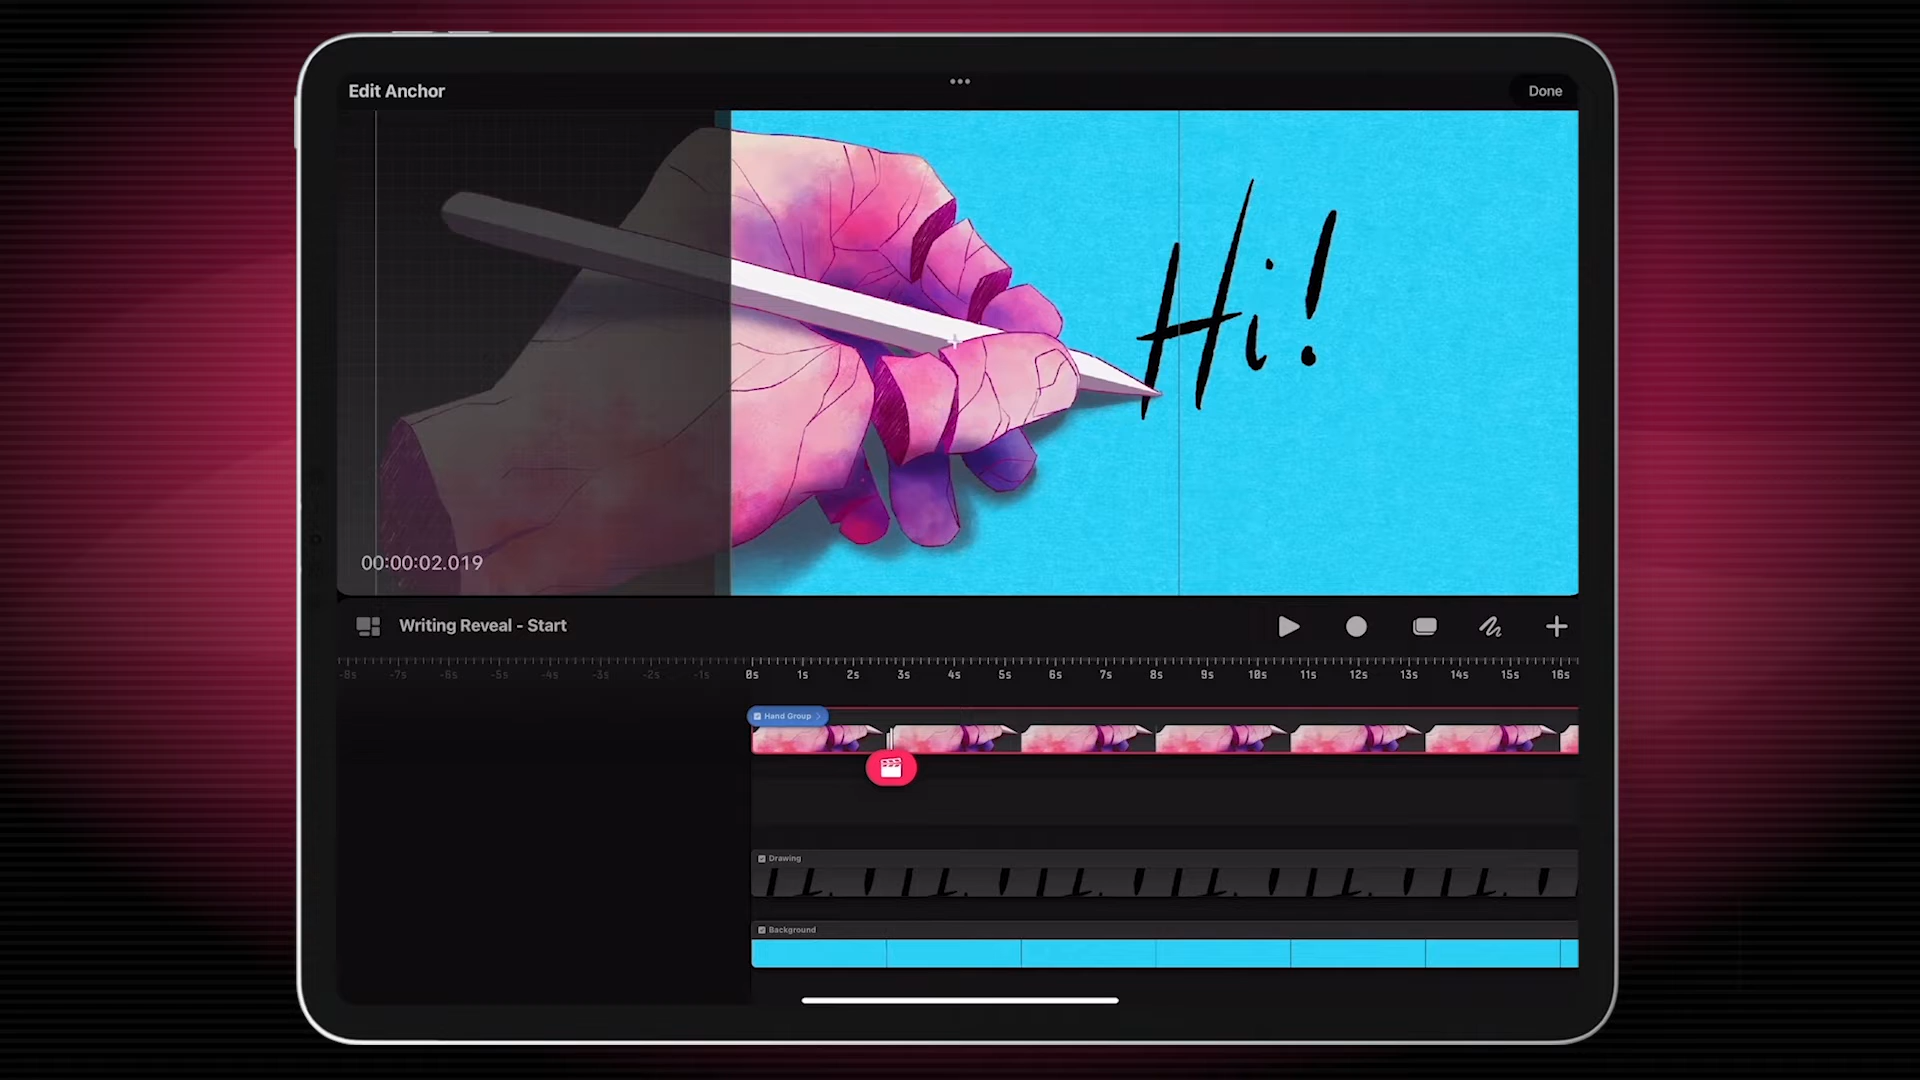 Edit Anchor
Done
Hi!
00:00:02.019
Writing Reveal - Start
-8s -7s -6s -5s -4s -3s -2s -1s 0s 1s 2s 3s 4s 5s 6s 7s 8s 9s 10s 11s 12s 13s 14s 15s 16s
Hand Group
Drawing
Background